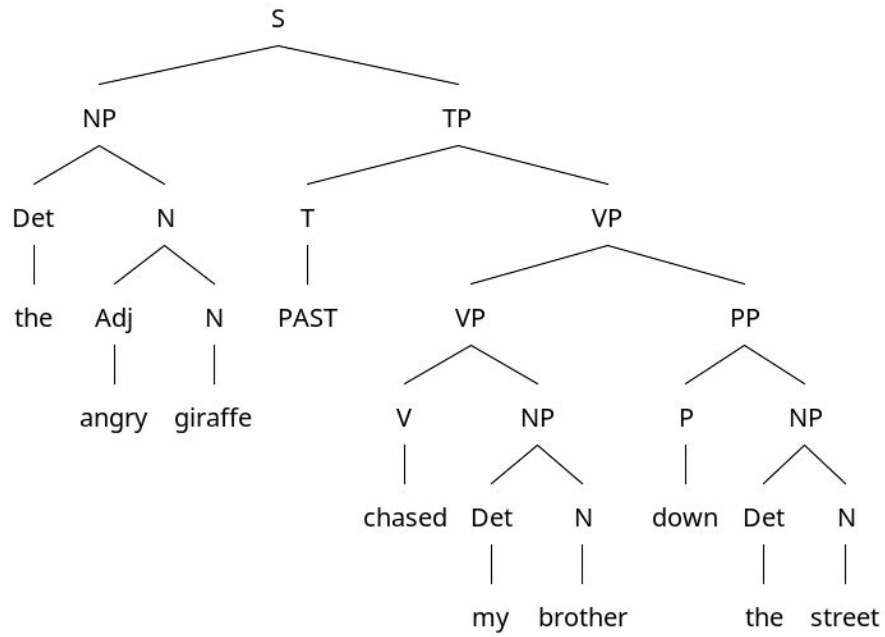 S
NP TP
Det N T VP
the Adj N PAST VP PP
angry giraffe V NP P NP
chased Det N down Det N
my brother the street